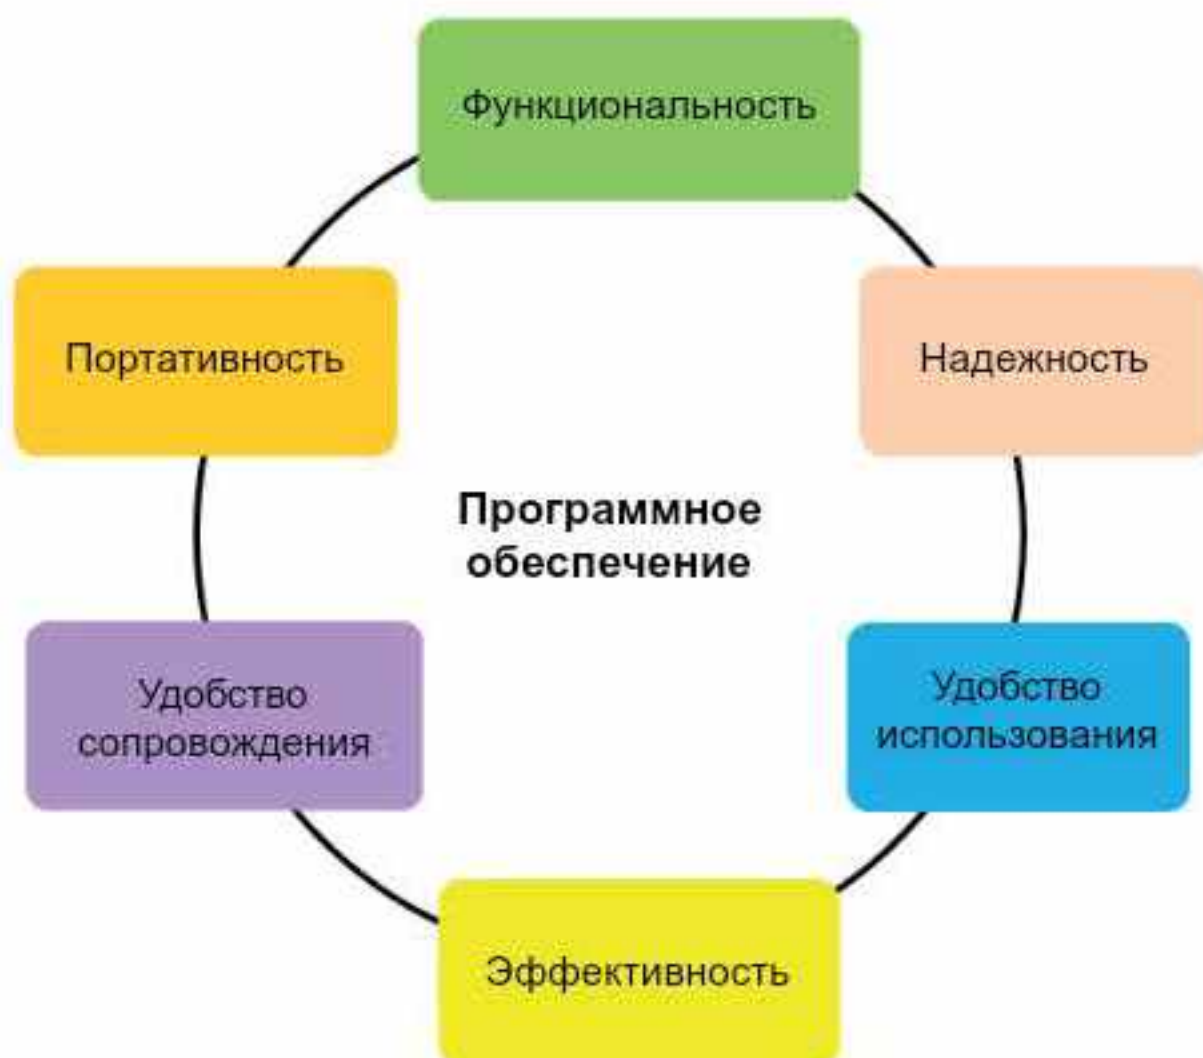 Функциональность
Портативность
Надежность
Программное
обеспечение
Удобство
сопровождения
Удобство
использования
Эффективность